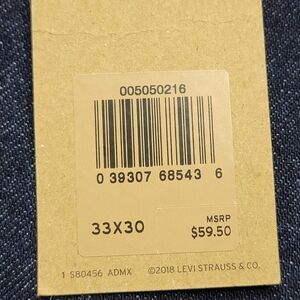 005050216
0 39307 68543 6
33X30
MSRP
$59.50
1 S80456 ADMX ©2018 LEVI STRAUSS & CO.